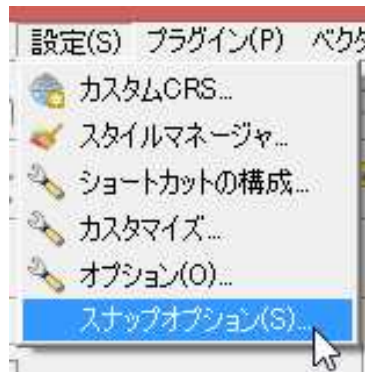 設定(S) プラグイン(P) ベク
カスタムCRS...
スタイルマネージャ...
ショートカットの構成...
カスタマイズ...
オプション(O)...
スナップオプション(S)...